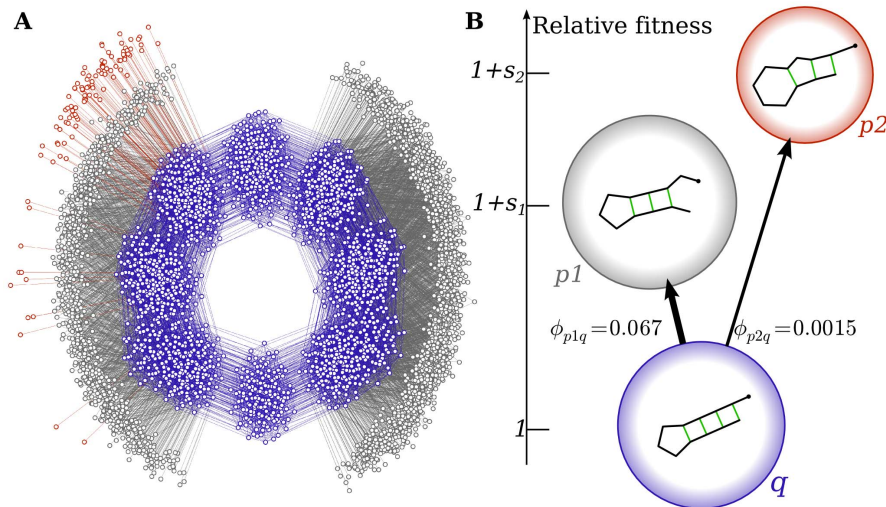 A
B
Relative fitness
1+s₂
p2
1+s₁
p1
ϕₚ₁q=0.067
ϕₚ₂q=0.0015
1
q